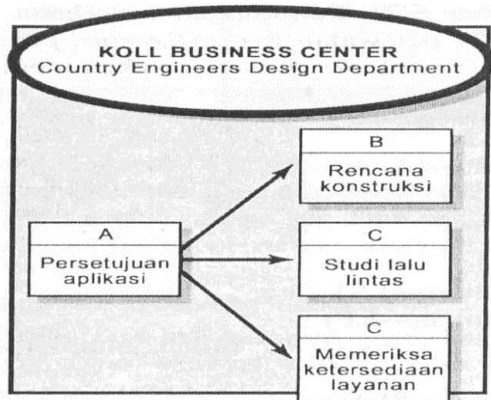 KOLL BUSINESS CENTER
Country Engineers Design Department
B
Rencana
konstruksi
A
Persetujuan
aplikasi
C
Studi lalu
lintas
C
Memeriksa
ketersediaan
layanan